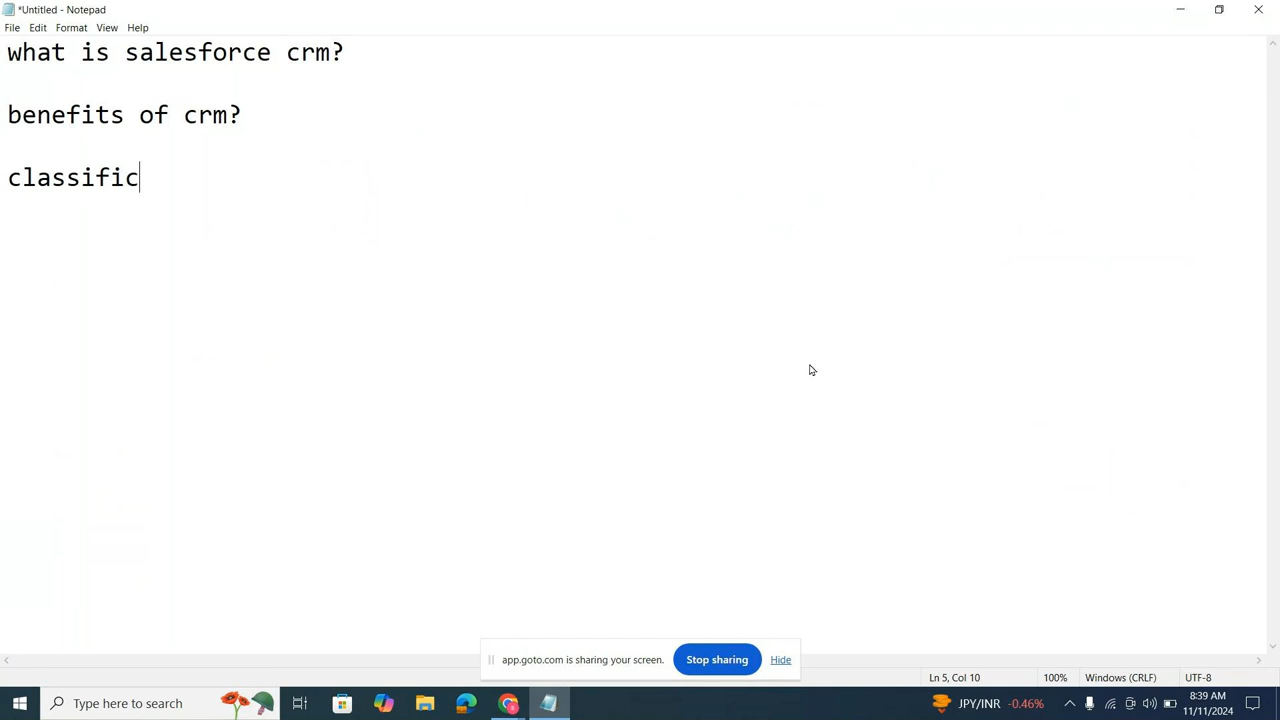 *Untitled - Notepad
File Edit Format View Help
what is salesforce crm?
benefits of crm?
classific
app.goto.com is sharing your screen. Stop sharing Hide
Ln 5, Col 10 100% Windows (CRLF) UTF-8
Type here to search JPY/INR -0.46% 8:39 AM
11/11/2024